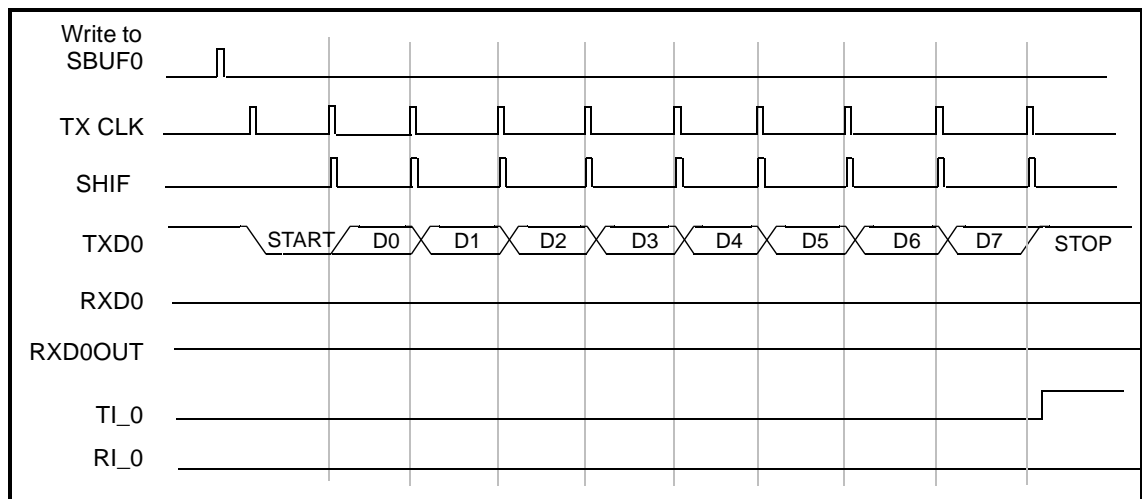 Write to
SBUF0
TX CLK
SHIF
TXD0
START
D0
D1
D2
D3
D4
D5
D6
D7
STOP
RXD0
RXD0OUT
TI_0
RI_0